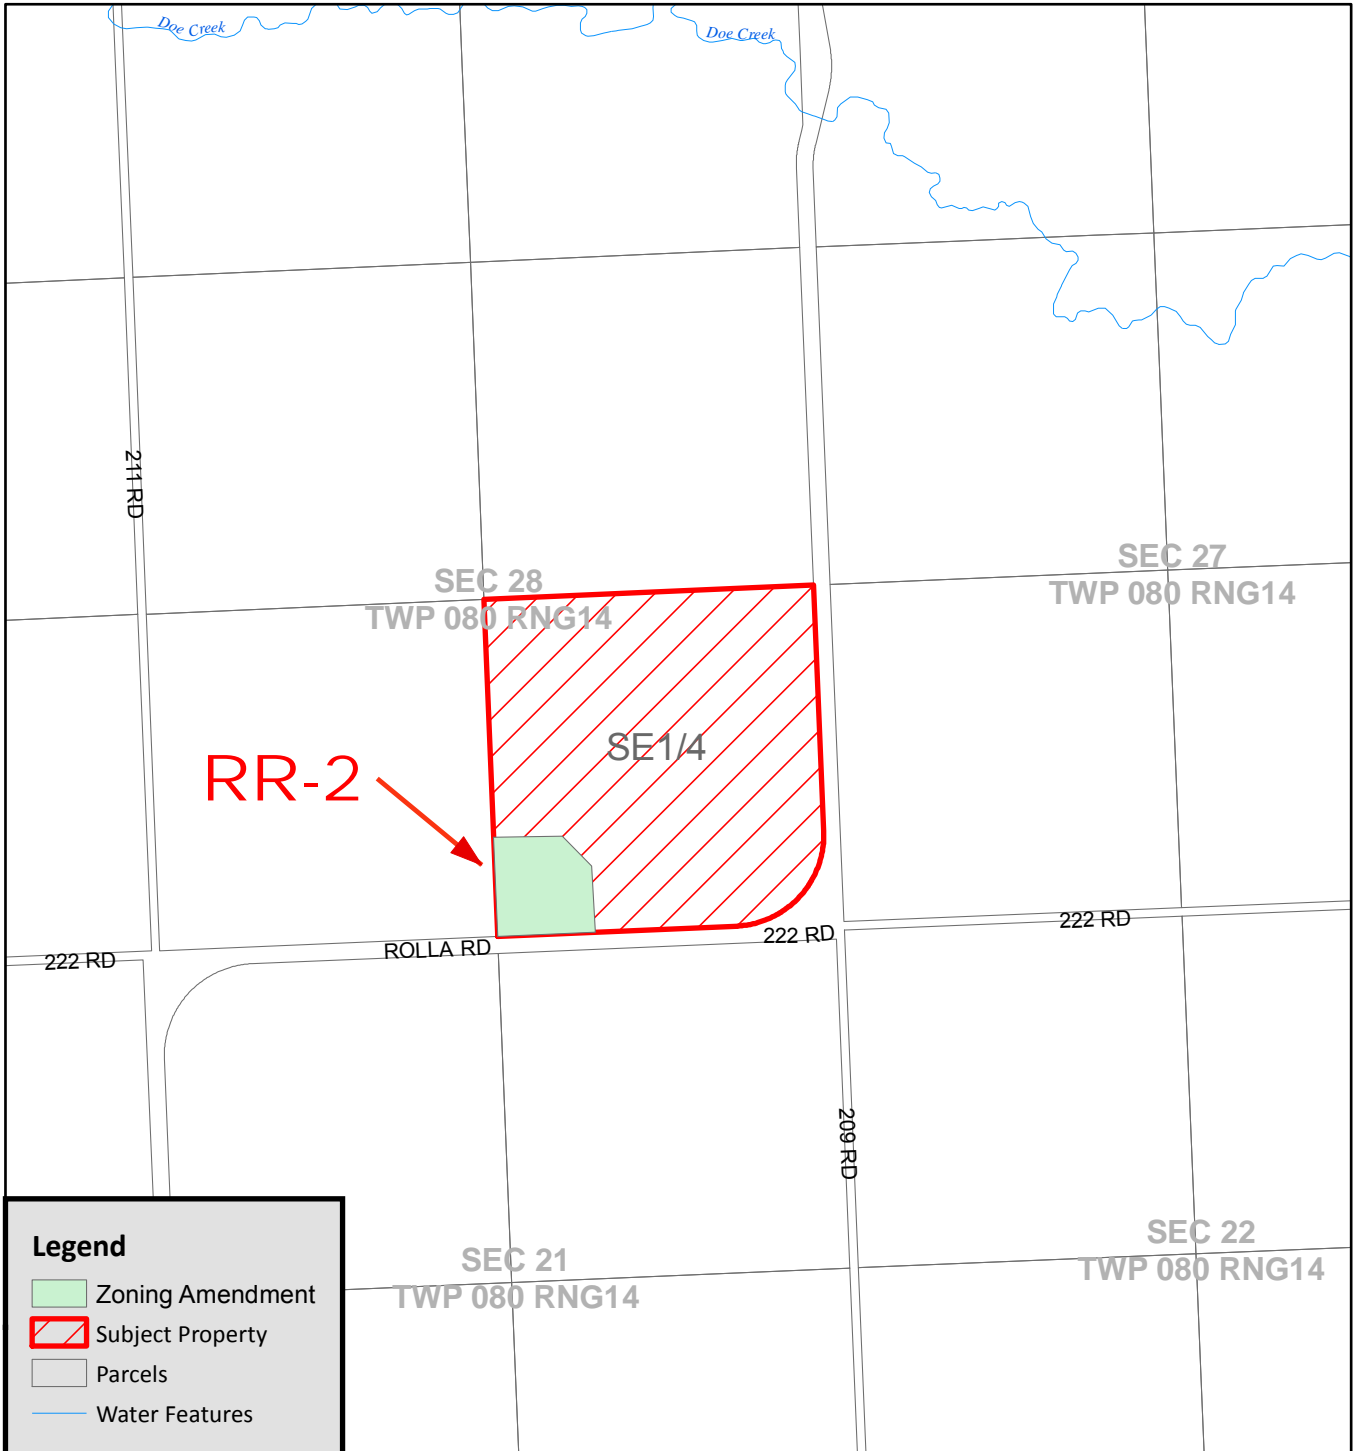 Doe Creek
Doe Creek
211 RD
SEC 27
TWP 080 RNG14
SEC 28
TWP 080 RNG14
SE1/4
RR-2
222 RD
222 RD
ROLLA RD
222 RD
209 RD
SEC 22
TWP 080 RNG14
SEC 21
TWP 080 RNG14
Legend
Zoning Amendment
Subject Property
Parcels
Water Features